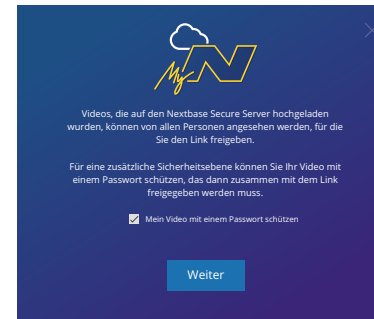 My N
Videos, die auf den Nextbase Secure Server hochgeladen
wurden, können von allen Personen angesehen werden, für die
Sie den Link freigeben.
Für eine zusätzliche Sicherheitsebene können Sie Ihr Video mit
einem Passwort schützen, das dann zusammen mit dem Link
freigegeben werden muss.
Mein Video mit einem Passwort schützen
Weiter